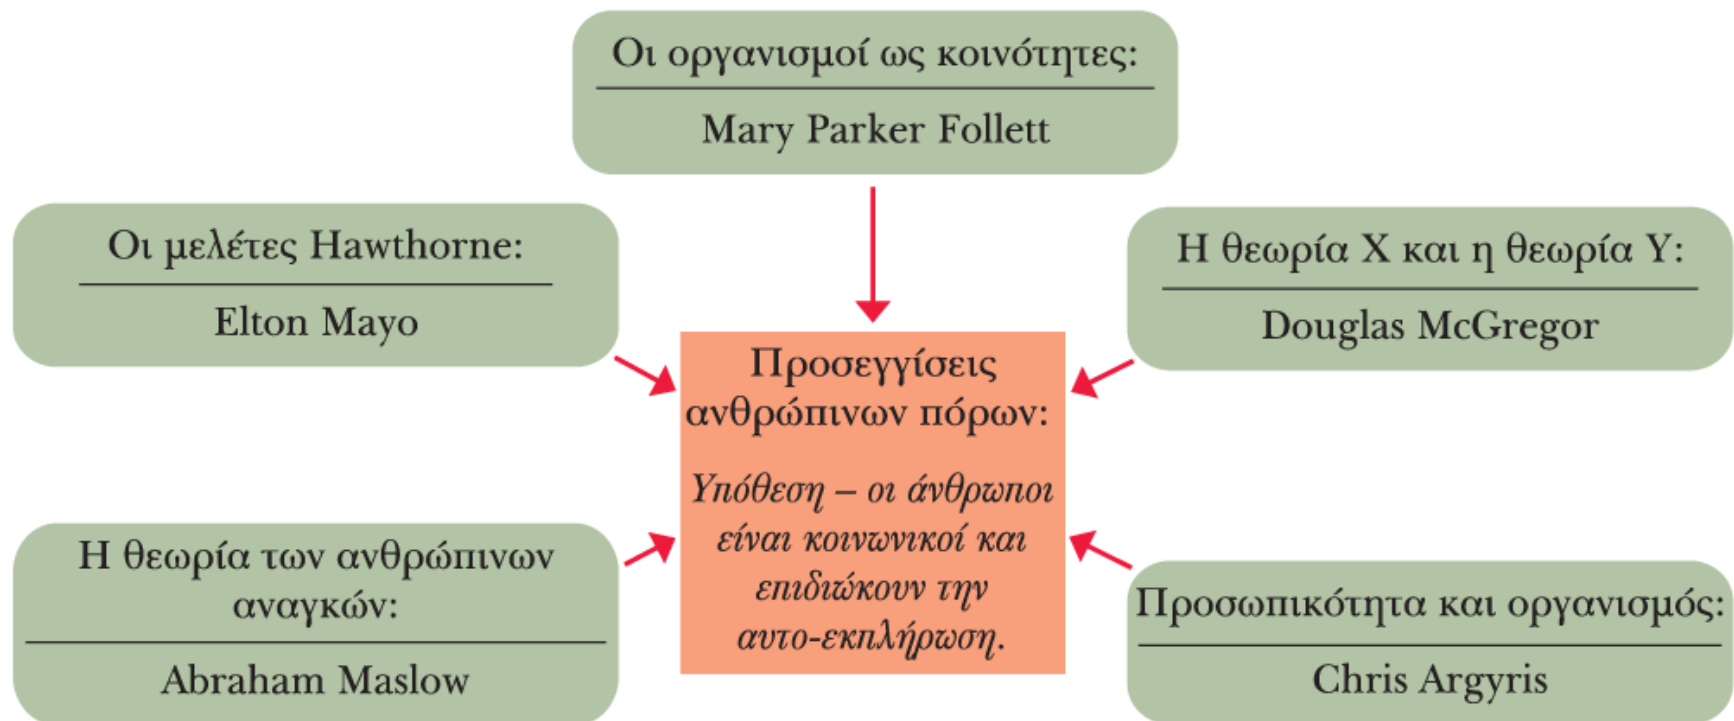 Οι οργανισμοί ως κοινότητες:
Mary Parker Follett
Οι μελέτες Hawthorne:
Elton Mayo
Η θεωρία Χ και η θεωρία Υ:
Douglas McGregor
Προσεγγίσεις
ανθρώπινων πόρων:
Υπόθεση – οι άνθρωποι
είναι κοινωνικοί και
επιδιώκουν την
αυτο-εκπλήρωση.
Η θεωρία των ανθρώπινων
αναγκών:
Abraham Maslow
Προσωπικότητα και οργανισμός:
Chris Argyris